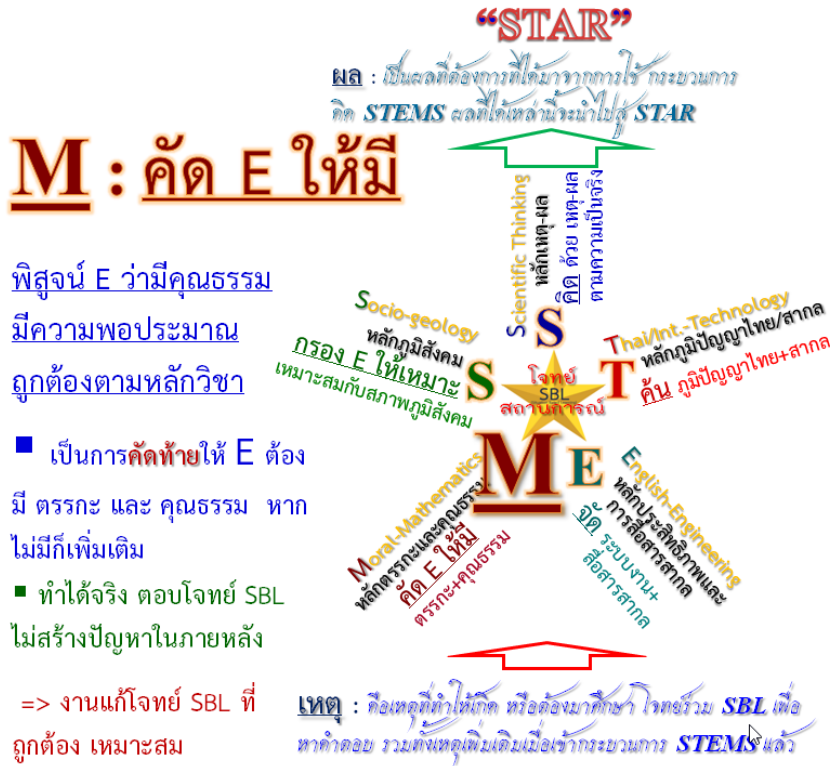 “STAR”
ผล : เป็นผลที่ต้องการที่ได้มาจากการใช้ กระบวนการ
คิด STEMS ผลที่ได้เหล่านี้จะนำไปสู่ STAR
M : คัด E ให้มี
พิสูจน์ E ว่ามีคุณธรรม
มีความพอประมาณ
ถูกต้องตามหลักวิชา
▪ เป็นการคัดท้ายให้ E ต้อง
มี ตรรกะ และ คุณธรรม หาก
ไม่มีก็เพิ่มเติม
▪ ทำได้จริง ตอบโจทย์ SBL
ไม่สร้างปัญหาในภายหลัง
=> งานแก้โจทย์ SBL ที่
ถูกต้อง เหมาะสม
Scientific Thinking
หลักเหตุ-ผล
คิด ด้วย เหตุ-ผล
ตามความเป็นจริง
S
Thai/Int.-Technology
หลักภูมิปัญญาไทย/สากล
ค้น ภูมิปัญญาไทย+สากล
T
Socio-geology
หลักภูมิสังคม
กรอง E ให้เหมาะ
เหมาะสมกับสภาพภูมิสังคม
S
โจทย์
SBL
สถานการณ์
M
E
Moral-Mathematics
หลักตรรกะและคุณธรรม
คัด E ให้มี
ตรรกะ+คุณธรรม
English-Engineering
หลักประสิทธิภาพและ
การสื่อสารสากล
จัด ระบบงาน+
สื่อสารสากล
เหตุ : คือเหตุที่ทำให้เกิด หรือต้องมาศึกษา โจทย์ร่วม SBL เพื่อ
หาคำตอบ รวมทั้งเหตุเพิ่มเติมเมื่อเข้ากระบวนการ STEMS แล้ว